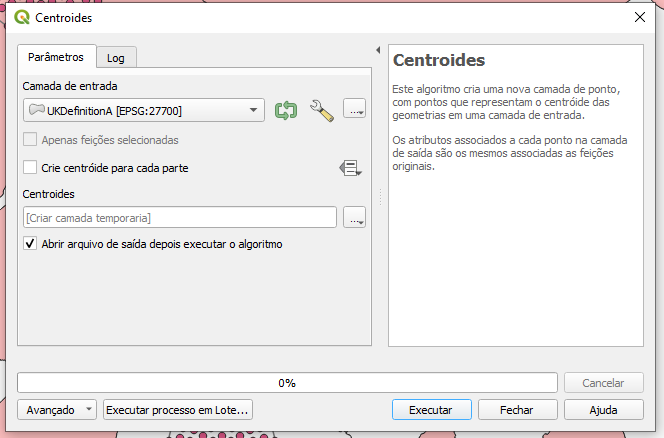 Centroides
Parâmetros
Log
Camada de entrada
UKDefinitionA [EPSG:27700]
...
Apenas feições selecionadas
Crie centróide para cada parte
Centroides
[Criar camada temporaria]
...
Abrir arquivo de saída depois executar o algoritmo
Centroides
Este algoritmo cria uma nova camada de ponto,
com pontos que representam o centróide das
geometrias em uma camada de entrada.
Os atributos associados a cada ponto na camada
de saída são os mesmos associadas as feições
originais.
0%
Cancelar
Avançado
Executar processo em Lote...
Executar
Fechar
Ajuda